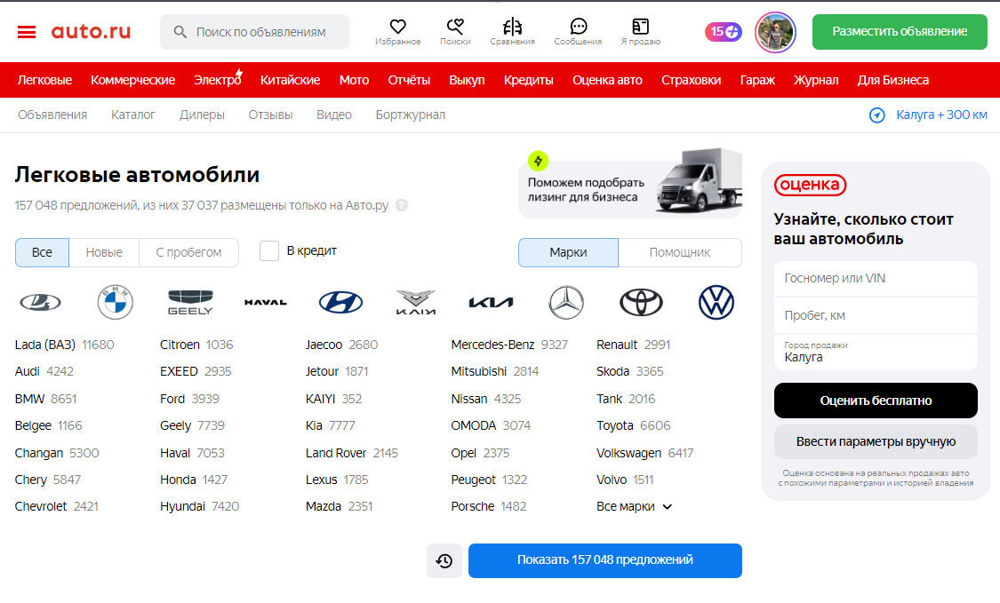 auto.ru
Поиск по объявлениям
Избранное
Поиски
Сравнения
Сообщения
Я продаю
15
Разместить объявление
Легковые Коммерческие Электро Китайские Мото Отчёты Выкуп Кредиты Оценка авто Страховки Гараж Журнал Для Бизнеса
Объявления Каталог Дилеры Отзывы Видео Бортжурнал
Калуга + 300 км
Легковые автомобили
157 048 предложений, из них 37 037 размещены только на Авто.ру ?
Поможем подобрать
лизинг для бизнеса
Все Новые С пробегом
В кредит
Марки Помощник
BMW
GEELY
HAVAL
KAIYI
KIA
Lada (ВАЗ) 11680 Citroen 1036 Jaecoo 2680 Mercedes-Benz 9327 Renault 2991
Audi 4242 EXEED 2935 Jetour 1871 Mitsubishi 2814 Skoda 3365
BMW 8651 Ford 3939 KAIYI 352 Nissan 4325 Tank 2016
Belgee 1166 Geely 7739 Kia 7777 OMODA 3074 Toyota 6606
Changan 5300 Haval 7053 Land Rover 2145 Opel 2375 Volkswagen 6417
Chery 5847 Honda 1427 Lexus 1785 Peugeot 1322 Volvo 1511
Chevrolet 2421 Hyundai 7420 Mazda 2351 Porsche 1482 Все марки
Показать 157 048 предложений
оценка
Узнайте, сколько стоит
ваш автомобиль
Госномер или VIN
Пробег, км
Город продажи
Калуга
Оценить бесплатно
Ввести параметры вручную
Оценка основана на реальных продажах авто
с похожими параметрами и историей владения